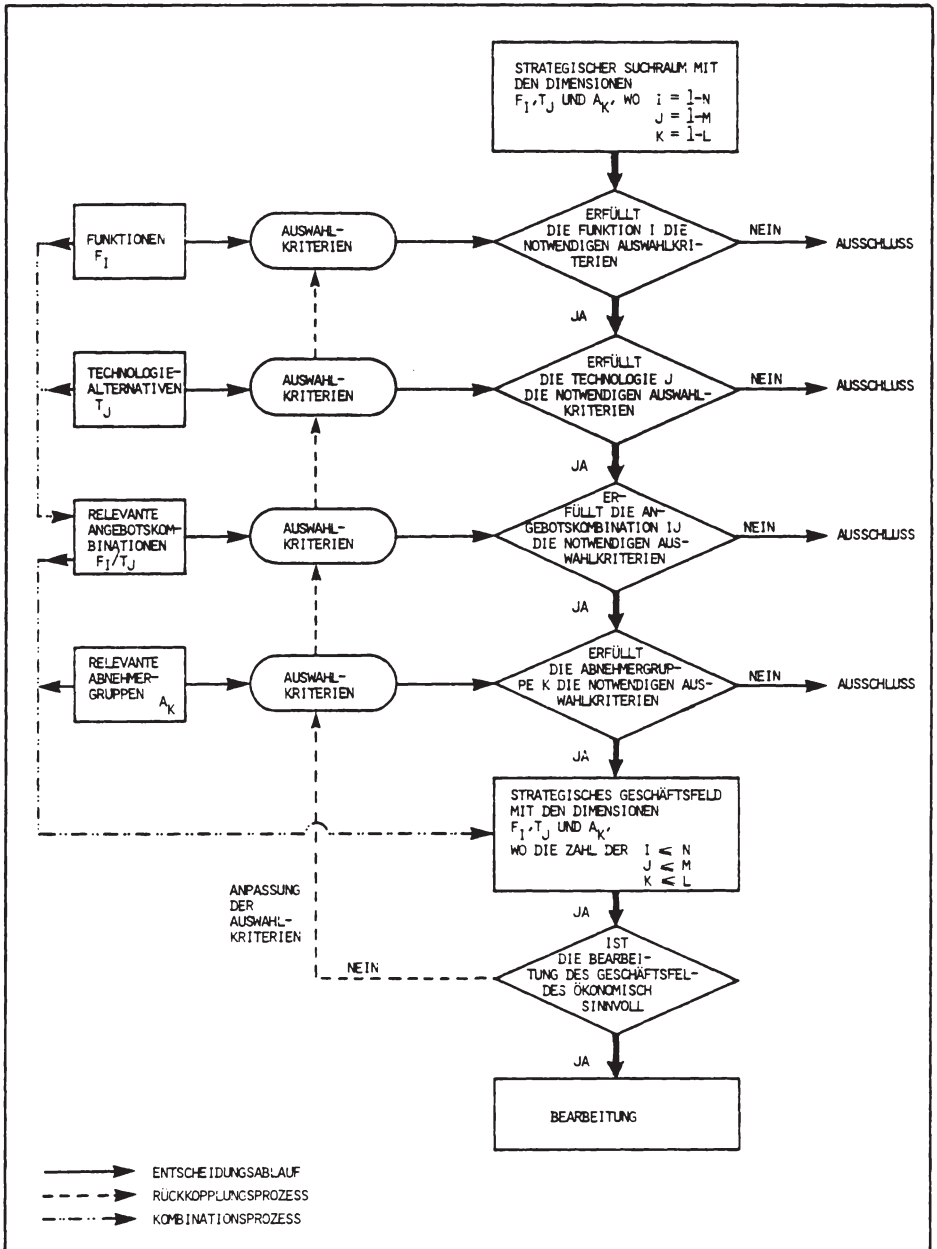 STRATEGISCHER SUCHRAUM MIT
DEN DIMENSIONEN
F_I, T_J UND A_K, WO I = 1-N
J = 1-M
K = 1-L
FUNKTIONEN
F_I
AUSWAHL-
KRITERIEN
ERFÜLLT
DIE FUNKTION I DIE
NOTWENDIGEN AUSWAHLKRI-
TERIEN
NEIN
AUSSCHLUSS
JA
TECHNOLOGIE-
ALTERNATIVEN
T_J
AUSWAHL-
KRITERIEN
ERFÜLLT
DIE TECHNOLOGIE J
DIE NOTWENDIGEN AUSWAHL-
KRITERIEN
NEIN
AUSSCHLUSS
JA
RELEVANTE
ANGEBOTSKOM-
BINATIONEN
F_I/T_J
AUSWAHL-
KRITERIEN
ER-
FÜLLT DIE AN-
GEBOTSKOMBINATION IJ
DIE NOTWENDIGEN AUS-
WAHLKRITERIEN
NEIN
AUSSCHLUSS
JA
RELEVANTE
ABNEHMER-
GRUPPEN A_K
AUSWAHL-
KRITERIEN
ERFÜLLT
DIE ABNEHMERGRUP-
PE K DIE NOTWENDIGEN AUS-
WAHLKRITERIEN
NEIN
AUSSCHLUSS
JA
STRATEGISCHES GESCHÄFTSFELD
MIT DEN DIMENSIONEN
F_I, T_J UND A_K,
WO DIE ZAHL DER I ≤ N
J ≤ M
K ≤ L
JA
ANPASSUNG
DER
AUSWAHL-
KRITERIEN
NEIN
IST
DIE BEARBEI-
TUNG DES GESCHÄFTSFEL-
DES ÖKONOMISCH
SINNVOLL
JA
BEARBEITUNG
ENTSCHEIDUNGSABLAUF
RÜCKKOPPLUNGSPROZESS
KOMBINATIONSPROZESS